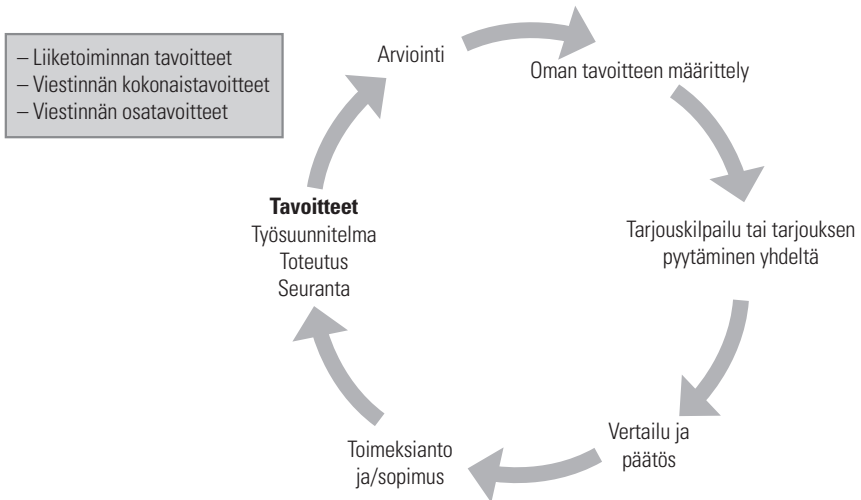 – Liiketoiminnan tavoitteet
– Viestinnän kokonaistavoitteet
– Viestinnän osatavoitteet
Arviointi
Oman tavoitteen määrittely
Tarjouskilpailu tai tarjouksen
pyytäminen yhdeltä
Vertailu ja
päätös
Toimeksianto
ja/sopimus
Tavoitteet
Työsuunnitelma
Toteutus
Seuranta